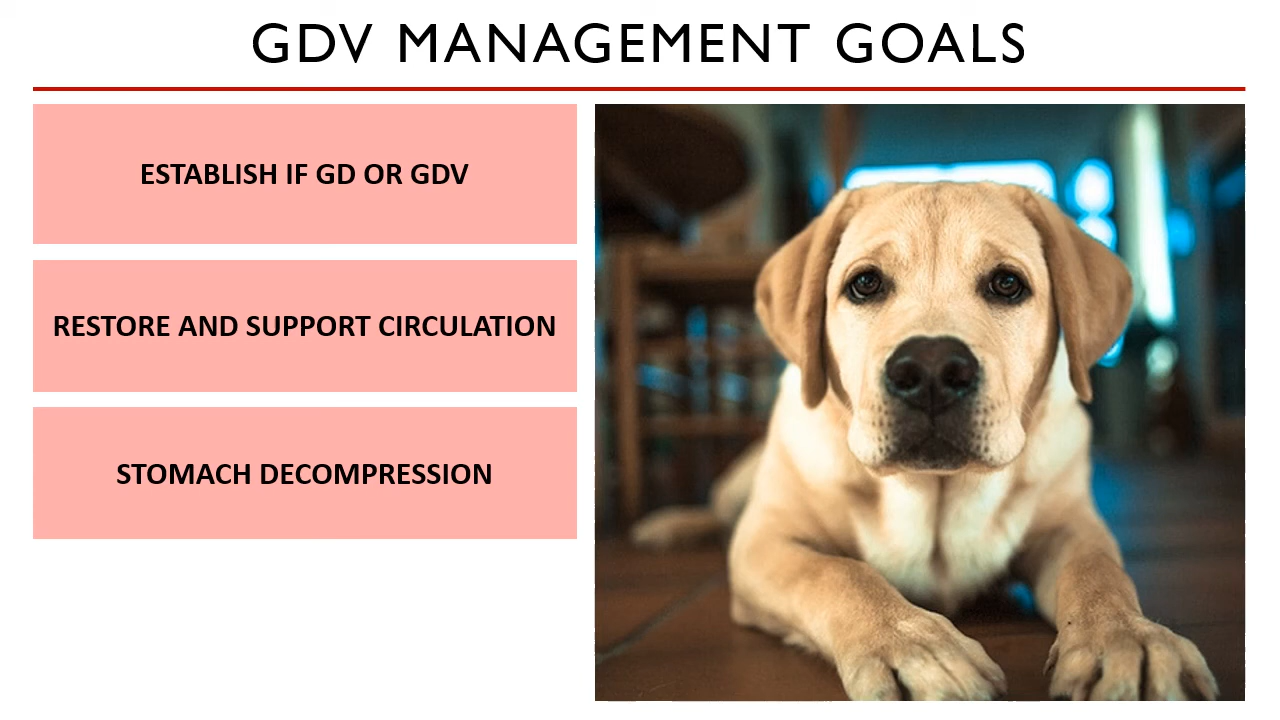 GDV MANAGEMENT GOALS
ESTABLISH IF GD OR GDV
RESTORE AND SUPPORT CIRCULATION
STOMACH DECOMPRESSION